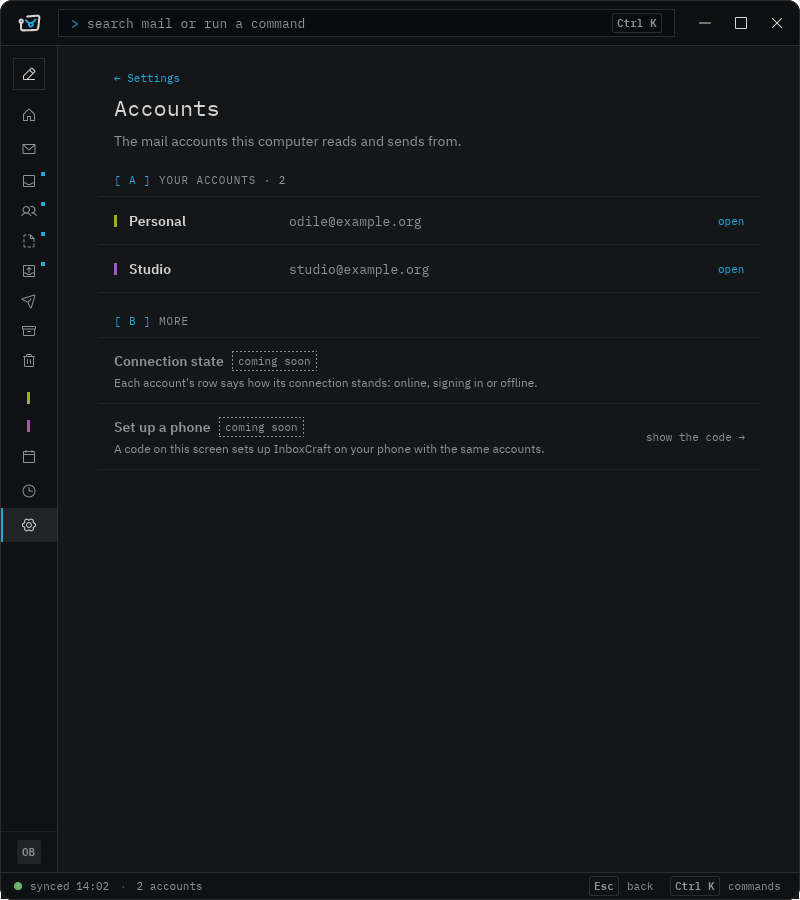 > search mail or run a command Ctrl K
← Settings
Accounts
The mail accounts this computer reads and sends from.
[ A ] YOUR ACCOUNTS · 2
Personal odile@example.org open
Studio studio@example.org open
[ B ] MORE
Connection state coming soon
Each account's row says how its connection stands: online, signing in or offline.
Set up a phone coming soon
A code on this screen sets up InboxCraft on your phone with the same accounts.
show the code →
OB
synced 14:02 · 2 accounts Esc back Ctrl K commands